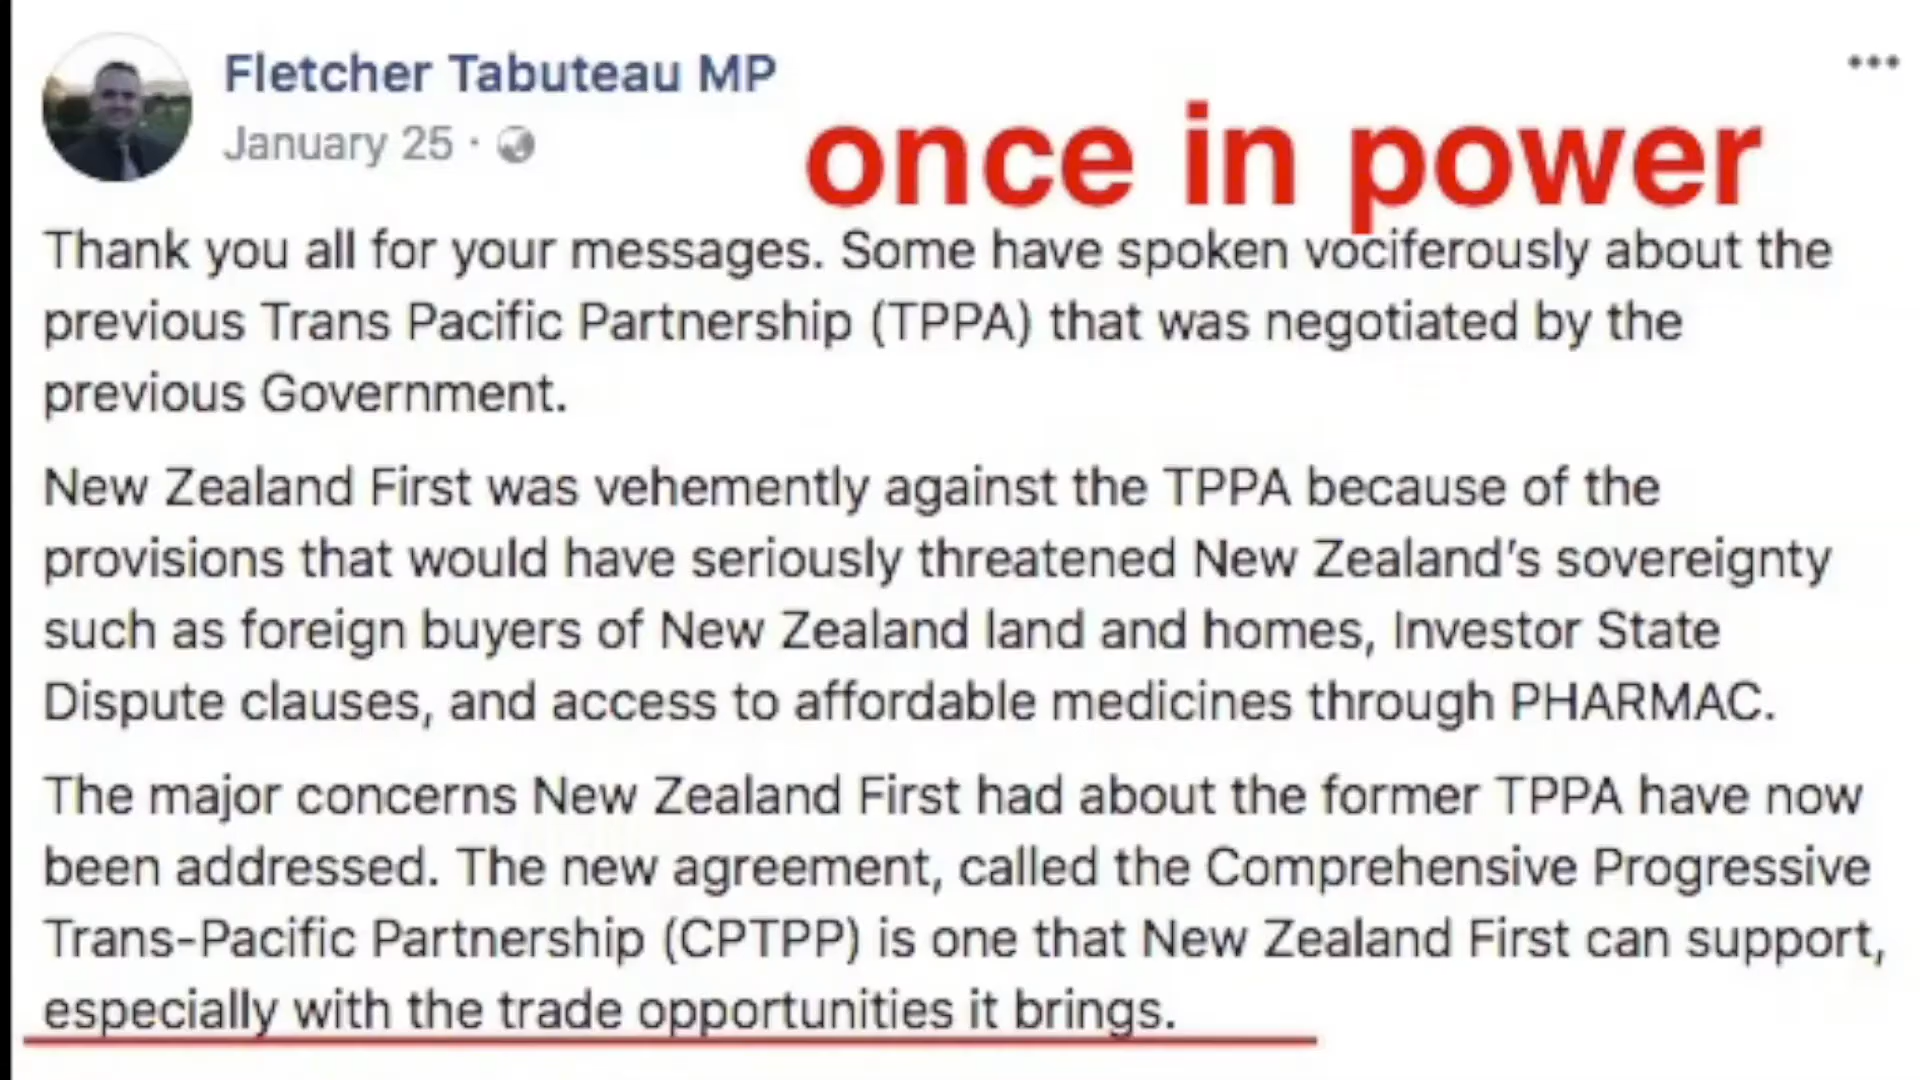 Fletcher Tabuteau MP
January 25 ·
once in power
Thank you all for your messages. Some have spoken vociferously about the
previous Trans Pacific Partnership (TPPA) that was negotiated by the
previous Government.
New Zealand First was vehemently against the TPPA because of the
provisions that would have seriously threatened New Zealand's sovereignty
such as foreign buyers of New Zealand land and homes, Investor State
Dispute clauses, and access to affordable medicines through PHARMAC.
The major concerns New Zealand First had about the former TPPA have now
been addressed. The new agreement, called the Comprehensive Progressive
Trans-Pacific Partnership (CPTPP) is one that New Zealand First can support,
especially with the trade opportunities it brings.